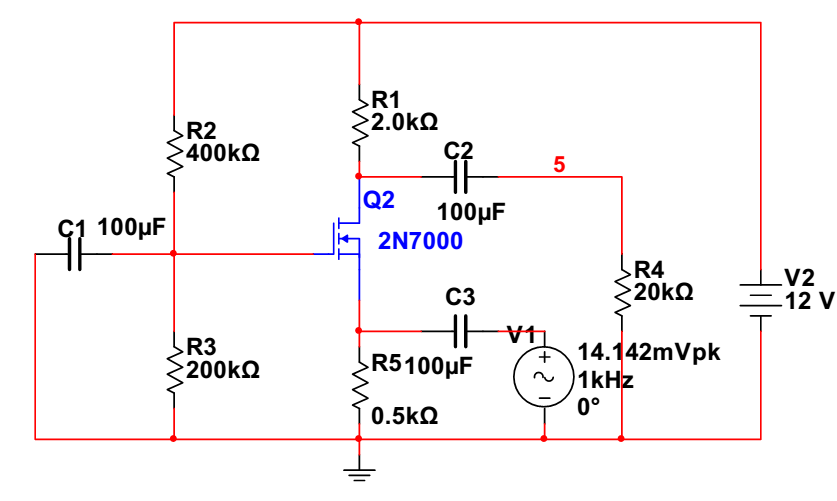 R1
2.0kΩ
R2
400kΩ
C2
5
100µF
Q2
2N7000
C1
100µF
R4
20kΩ
V2
12 V
C3
100µF
V1
14.142mVpk
1kHz
0°
R3
200kΩ
R5
0.5kΩ